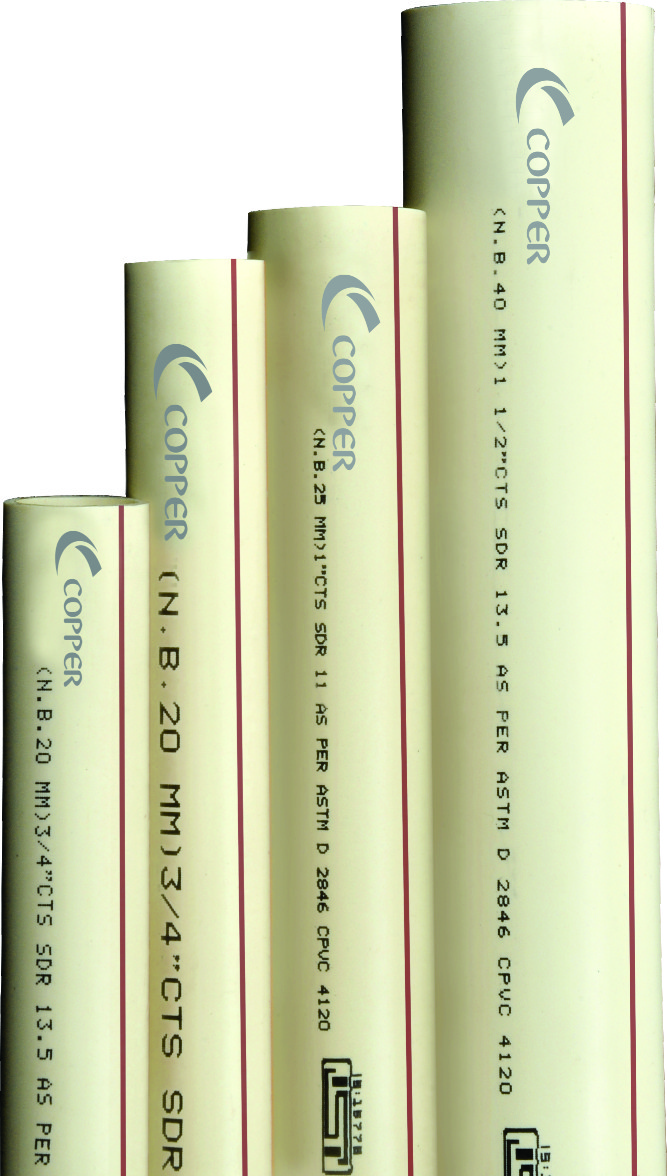 COPPER
(N.B.20 MM)3/4"CTS SDR 13.5 AS PER
COPPER
(N.B.20 MM)3/4"CTS SDR
COPPER
(N.B.25 MM)1"CTS SDR 11 AS PER ASTM D 2846 CPVC 4120
IS:15778
COPPER
(N.B.40 MM)1 1/2"CTS SDR 13.5 AS PER ASTM D 2846 CPVC 4120